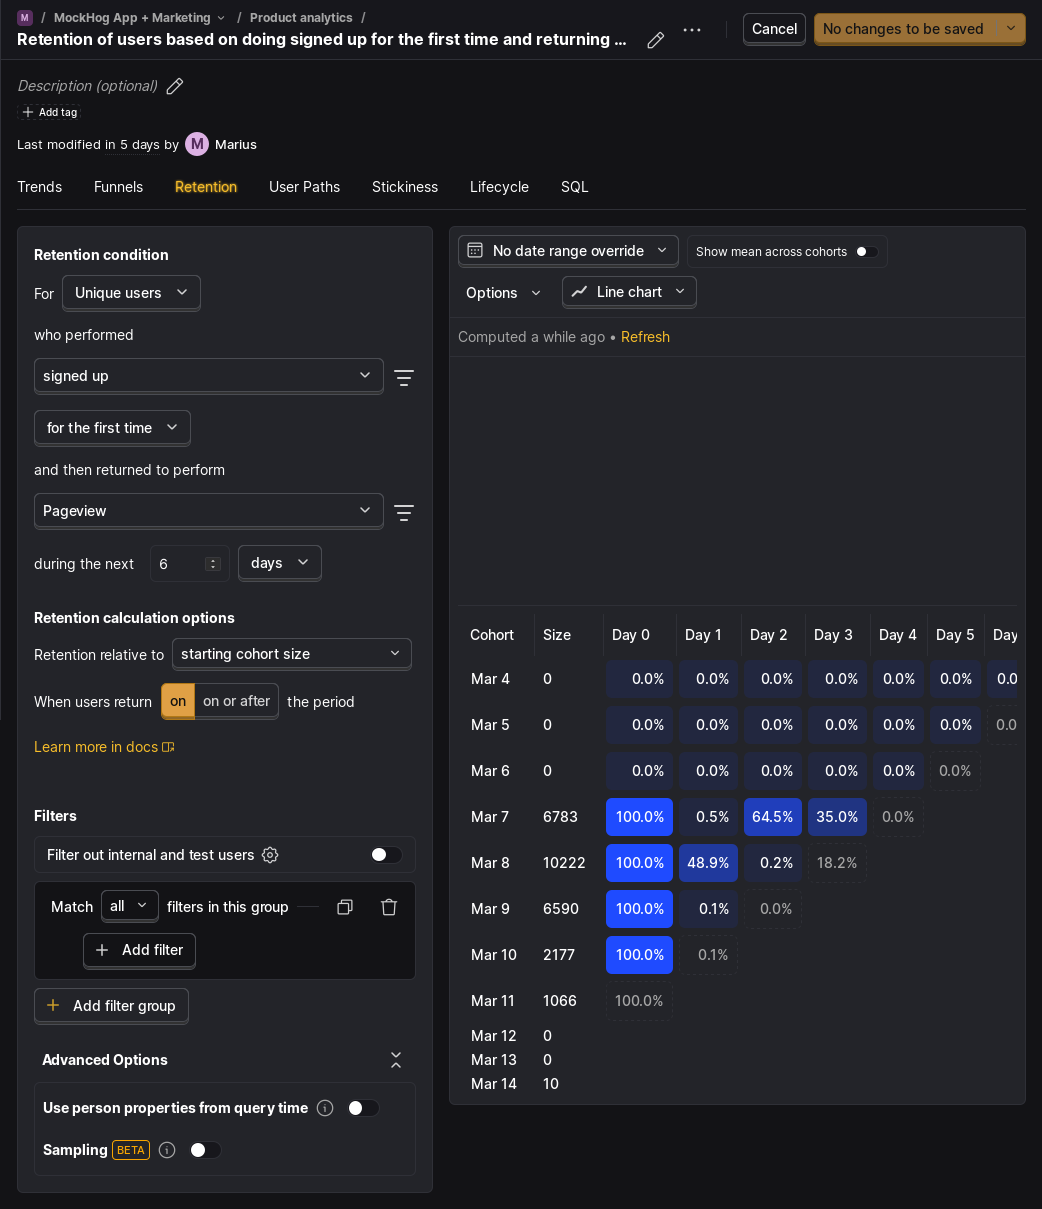 M / MockHog App + Marketing / Product analytics /
Retention of users based on doing signed up for the first time and returning ...
Cancel
No changes to be saved
Description (optional)
Add tag
Last modified in 5 days by M Marius
Trends Funnels Retention User Paths Stickiness Lifecycle SQL
Retention condition
For Unique users
who performed
signed up
for the first time
and then returned to perform
Pageview
during the next 6 days
Retention calculation options
Retention relative to starting cohort size
When users return on on or after the period
Learn more in docs
Filters
Filter out internal and test users
Match all filters in this group
Add filter
Add filter group
Advanced Options
Use person properties from query time
Sampling BETA
No date range override
Show mean across cohorts
Options
Line chart
Computed a while ago • Refresh
Cohort Size Day 0 Day 1 Day 2 Day 3 Day 4 Day 5 Day
Mar 4 0 0.0% 0.0% 0.0% 0.0% 0.0% 0.0% 0.0
Mar 5 0 0.0% 0.0% 0.0% 0.0% 0.0% 0.0% 0.0
Mar 6 0 0.0% 0.0% 0.0% 0.0% 0.0% 0.0%
Mar 7 6783 100.0% 0.5% 64.5% 35.0% 0.0%
Mar 8 10222 100.0% 48.9% 0.2% 18.2%
Mar 9 6590 100.0% 0.1% 0.0%
Mar 10 2177 100.0% 0.1%
Mar 11 1066 100.0%
Mar 12 0
Mar 13 0
Mar 14 10